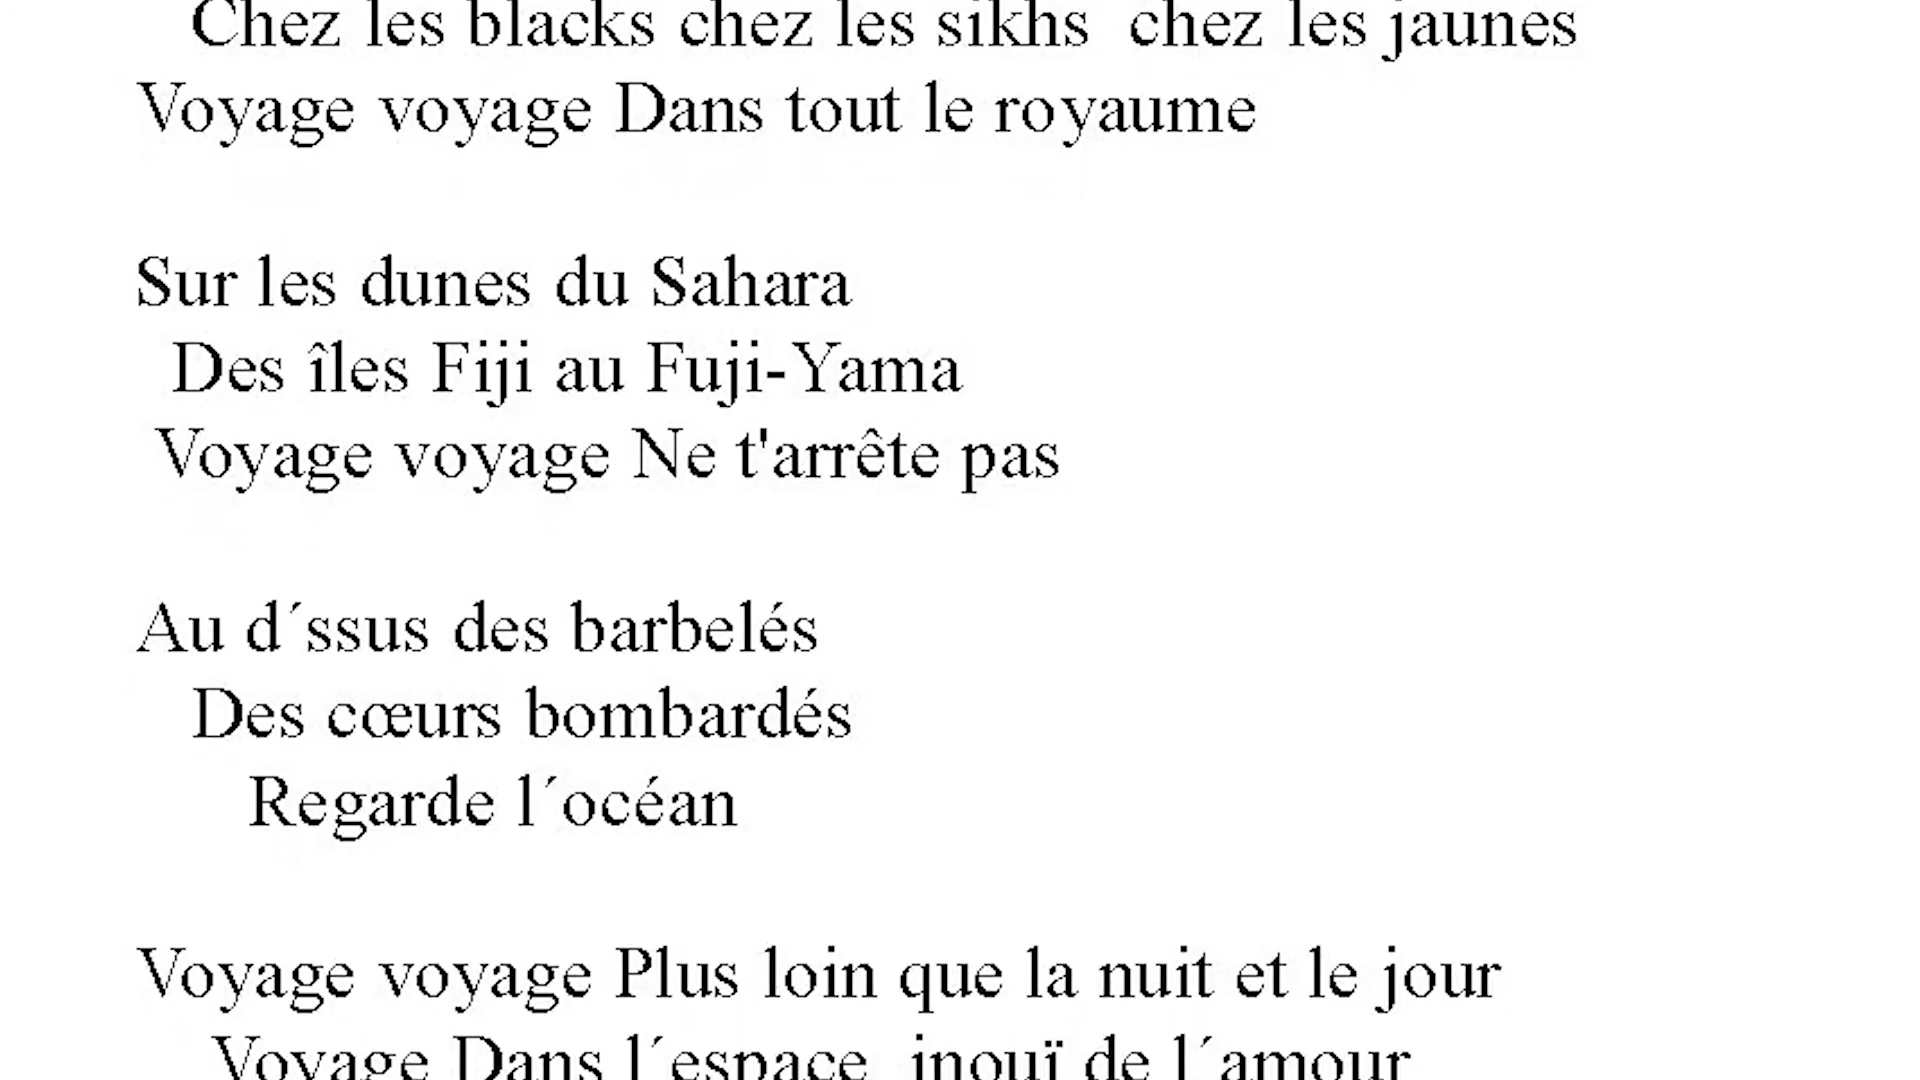 Chez les blacks chez les sikhs  chez les jaunes
Voyage voyage Dans tout le royaume
Sur les dunes du Sahara
Des îles Fiji au Fuji-Yama
Voyage voyage Ne t'arrête pas
Au d´ssus des barbelés
Des cœurs bombardés
Regarde l´océan
Voyage voyage Plus loin que la nuit et le jour
Voyage Dans l´espace  inouï de l´amour